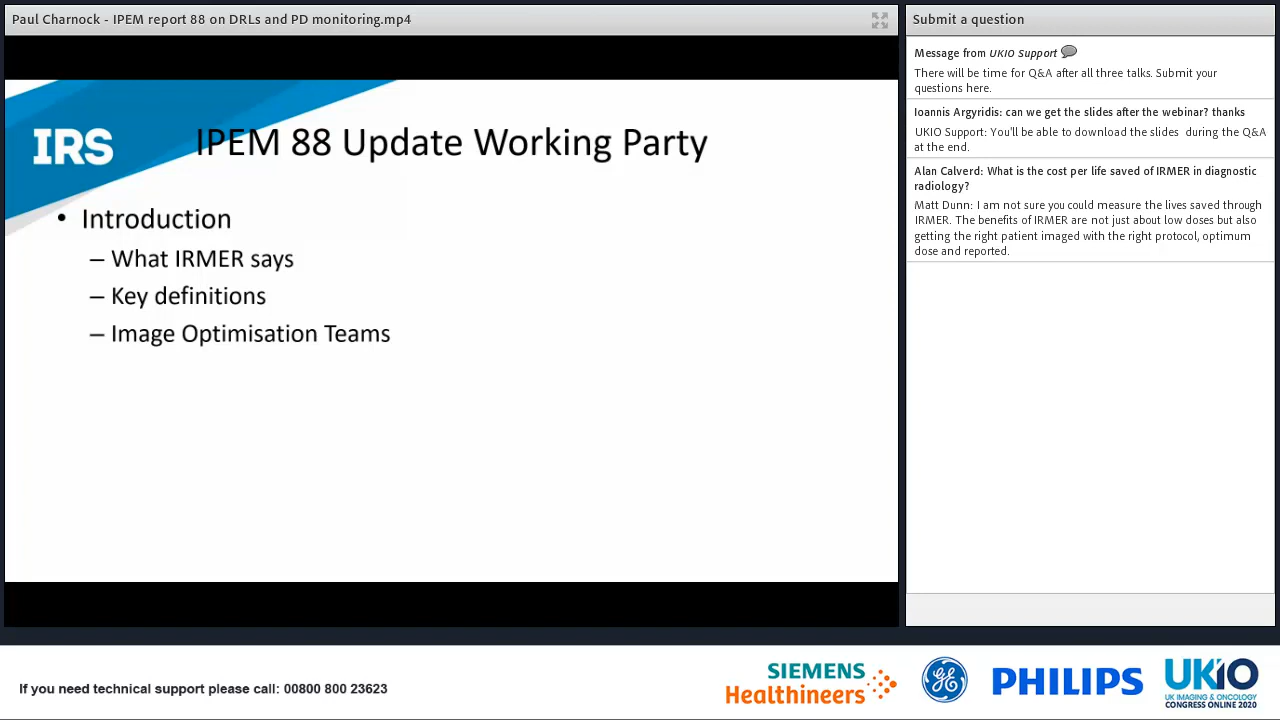 Paul Charnock - IPEM report 88 on DRLs and PD monitoring.mp4
IRS
IPEM 88 Update Working Party
• Introduction
– What IRMER says
– Key definitions
– Image Optimisation Teams
Submit a question
Message from UKIO Support
There will be time for Q&A after all three talks. Submit your
questions here.
Ioannis Argyridis: can we get the slides after the webinar? thanks
UKIO Support: You'll be able to download the slides during the Q&A
at the end.
Alan Calverd: What is the cost per life saved of IRMER in diagnostic
radiology?
Matt Dunn: I am not sure you could measure the lives saved through
IRMER. The benefits of IRMER are not just about low doses but also
getting the right patient imaged with the right protocol, optimum
dose and reported.
If you need technical support please call: 00800 800 23623
SIEMENS
Healthineers
GE
PHILIPS
UKIO
UK IMAGING & ONCOLOGY
CONGRESS ONLINE 2020